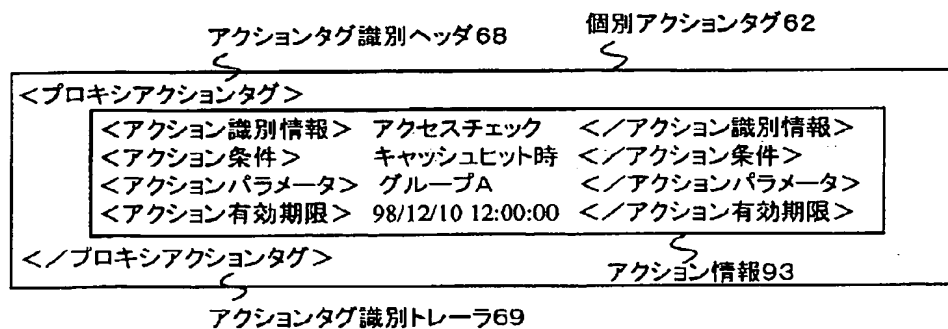 アクションタグ識別ヘッダ68
個別アクションタグ62
<プロキシアクションタグ>
<アクション識別情報> アクセスチェック </アクション識別情報>
<アクション条件> キャッシュヒット時 </アクション条件>
<アクションパラメータ> グループA </アクションパラメータ>
<アクション有効期限> 98/12/10 12:00:00 </アクション有効期限>
</プロキシアクションタグ>
アクション情報93
アクションタグ識別トレーラ69